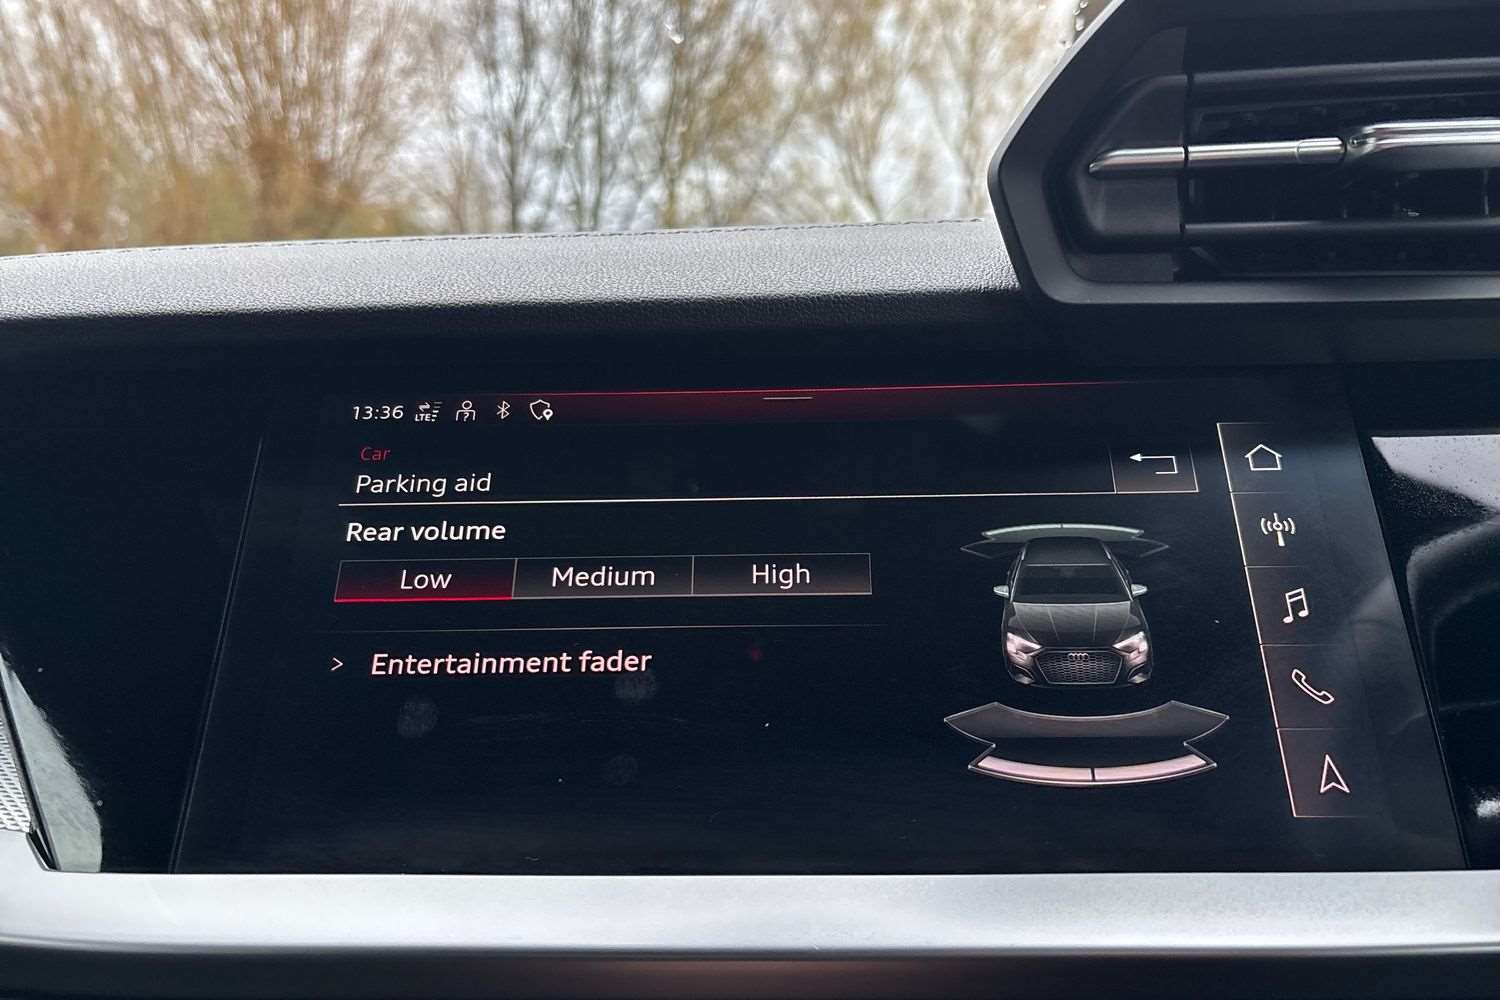 13:36 LTE
Car
Parking aid
Rear volume
Low Medium High
> Entertainment fader